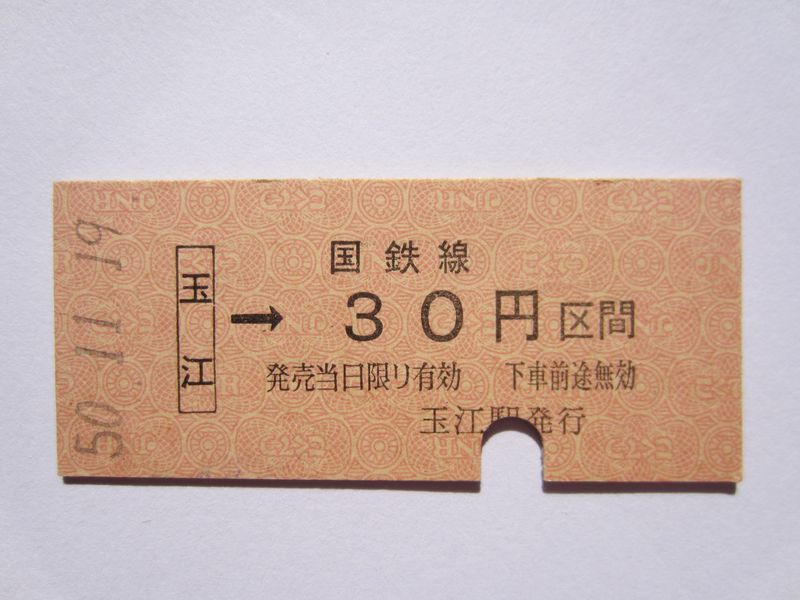 50.11.19
玉江
国鉄線
→30円区間
発売当日限り有効 下車前途無効
玉江駅発行